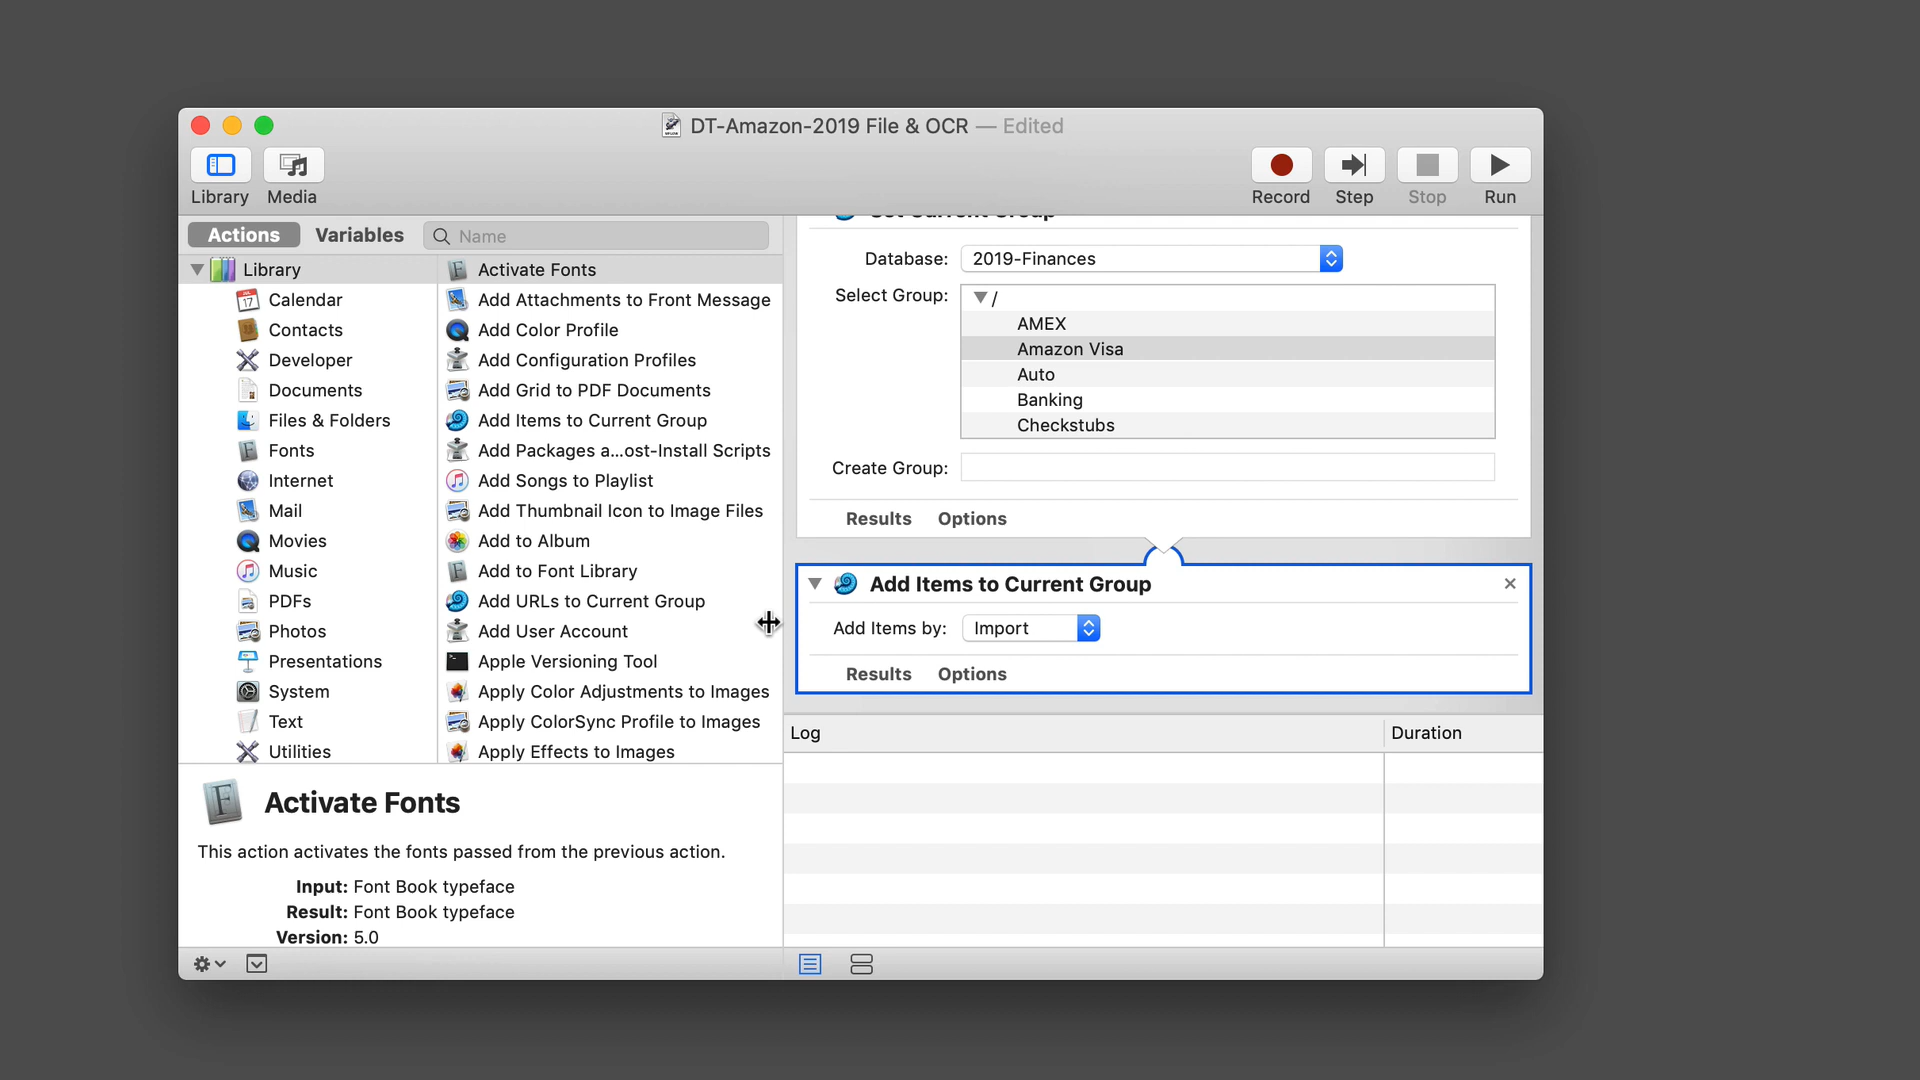 DT-Amazon-2019 File & OCR — Edited
Library
Media
Record
Step
Stop
Run
Actions
Variables
Name
Library
Calendar
Contacts
Developer
Documents
Files & Folders
Fonts
Internet
Mail
Movies
Music
PDFs
Photos
Presentations
System
Text
Utilities
Activate Fonts
Add Attachments to Front Message
Add Color Profile
Add Configuration Profiles
Add Grid to PDF Documents
Add Items to Current Group
Add Packages a...ost-Install Scripts
Add Songs to Playlist
Add Thumbnail Icon to Image Files
Add to Album
Add to Font Library
Add URLs to Current Group
Add User Account
Apple Versioning Tool
Apply Color Adjustments to Images
Apply ColorSync Profile to Images
Apply Effects to Images
Activate Fonts
This action activates the fonts passed from the previous action.
Input: Font Book typeface
Result: Font Book typeface
Version: 5.0
Current Group
Database: 2019-Finances
Select Group: /
AMEX
Amazon Visa
Auto
Banking
Checkstubs
Create Group:
Results Options
Add Items to Current Group
Add Items by: Import
Results Options
Log
Duration